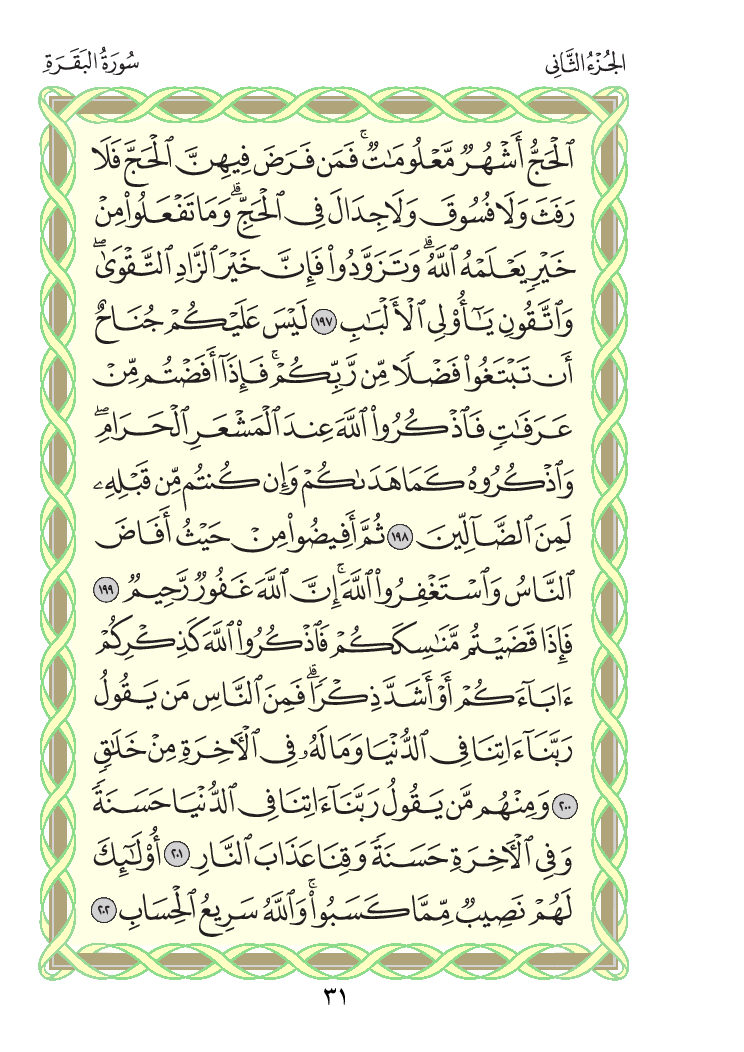 الجُزْءُ الثَّانِى
سُورَةُ البَقَرَةِ
ٱلْحَجُّ أَشْهُرٌ مَّعْلُومَٰتٌ ۚ فَمَن فَرَضَ فِيهِنَّ ٱلْحَجَّ فَلَا
رَفَثَ وَلَا فُسُوقَ وَلَا جِدَالَ فِى ٱلْحَجِّ ۗ وَمَا تَفْعَلُوا۟ مِنْ
خَيْرٍ يَعْلَمْهُ ٱللَّهُ ۗ وَتَزَوَّدُوا۟ فَإِنَّ خَيْرَ ٱلزَّادِ ٱلتَّقْوَىٰ ۖ
وَٱتَّقُونِ يَٰٓأُو۟لِى ٱلْأَلْبَٰبِ ١٩٧ لَيْسَ عَلَيْكُمْ جُنَاحٌ
أَن تَبْتَغُوا۟ فَضْلًا مِّن رَّبِّكُمْ ۚ فَإِذَآ أَفَضْتُم مِّنْ
عَرَفَٰتٍ فَٱذْكُرُوا۟ ٱللَّهَ عِندَ ٱلْمَشْعَرِ ٱلْحَرَامِ ۖ
وَٱذْكُرُوهُ كَمَا هَدَىٰكُمْ وَإِن كُنتُم مِّن قَبْلِهِۦ
لَمِنَ ٱلضَّآلِّينَ ١٩٨ ثُمَّ أَفِيضُوا۟ مِنْ حَيْثُ أَفَاضَ
ٱلنَّاسُ وَٱسْتَغْفِرُوا۟ ٱللَّهَ ۚ إِنَّ ٱللَّهَ غَفُورٌ رَّحِيمٌ ١٩٩
فَإِذَا قَضَيْتُم مَّنَٰسِكَكُمْ فَٱذْكُرُوا۟ ٱللَّهَ كَذِكْرِكُمْ
ءَابَآءَكُمْ أَوْ أَشَدَّ ذِكْرًا ۗ فَمِنَ ٱلنَّاسِ مَن يَقُولُ
رَبَّنَآ ءَاتِنَا فِى ٱلدُّنْيَا وَمَا لَهُۥ فِى ٱلْأَخِرَةِ مِنْ خَلَٰقٍ
٢٠٠ وَمِنْهُم مَّن يَقُولُ رَبَّنَآ ءَاتِنَا فِى ٱلدُّنْيَا حَسَنَةً
وَفِى ٱلْأَخِرَةِ حَسَنَةً وَقِنَا عَذَابَ ٱلنَّارِ ٢٠١ أُو۟لَٰٓئِكَ
لَهُمْ نَصِيبٌ مِّمَّا كَسَبُوا۟ ۚ وَٱللَّهُ سَرِيعُ ٱلْحِسَابِ ٢٠٢
٣١